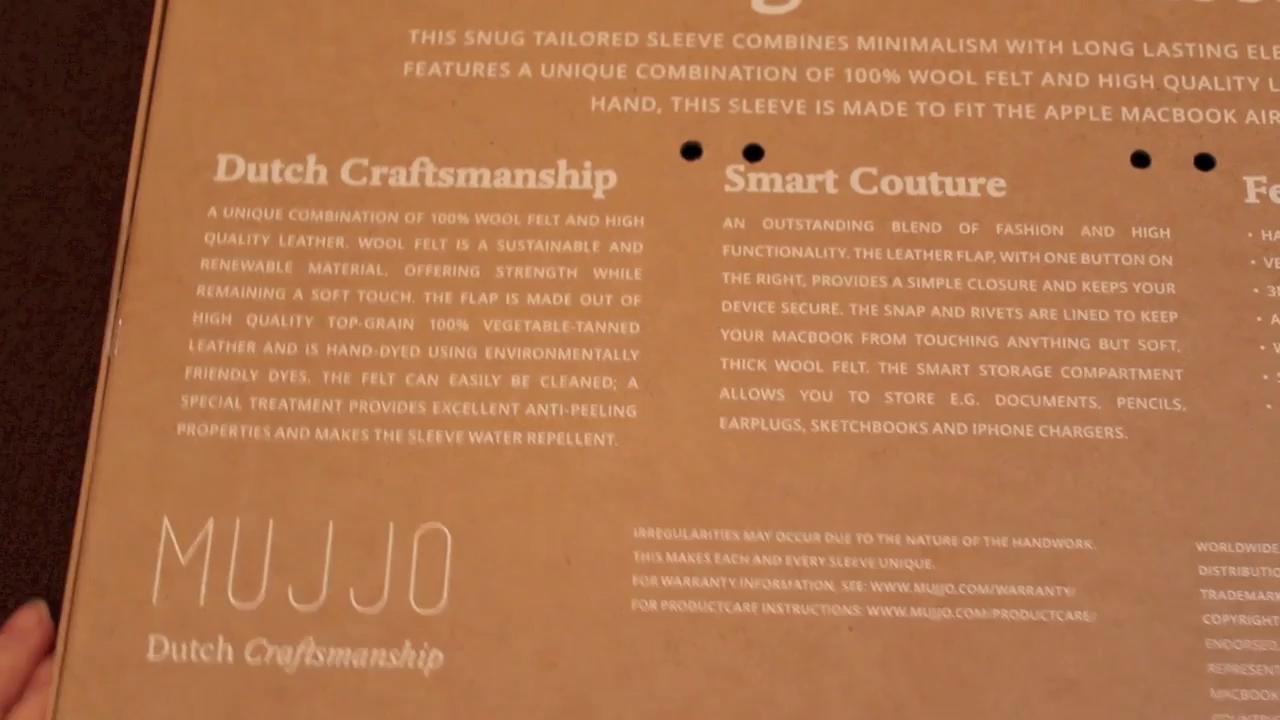 THIS SNUG TAILORED SLEEVE COMBINES MINIMALISM WITH LONG LASTING
FEATURES A UNIQUE COMBINATION OF 100% WOOL FELT AND HIGH QUALITY
HAND, THIS SLEEVE IS MADE TO FIT THE APPLE MACBOOK AIR
Dutch Craftsmanship
A UNIQUE COMBINATION OF 100% WOOL FELT AND HIGH
QUALITY LEATHER. WOOL FELT IS A SUSTAINABLE AND
RENEWABLE MATERIAL, OFFERING STRENGTH WHILE
REMAINING A SOFT TOUCH. THE FLAP IS MADE OUT OF
HIGH QUALITY TOP-GRAIN 100% VEGETABLE-TANNED
LEATHER AND IS HAND-DYED USING ENVIRONMENTALLY
FRIENDLY DYES. THE FELT CAN EASILY BE CLEANED; A
SPECIAL TREATMENT PROVIDES EXCELLENT ANTI-PEELING
PROPERTIES AND MAKES THE SLEEVE WATER REPELLENT.
Smart Couture
AN OUTSTANDING BLEND OF FASHION AND HIGH
FUNCTIONALITY. THE LEATHER FLAP, WITH ONE BUTTON ON
THE RIGHT, PROVIDES A SIMPLE CLOSURE AND KEEPS YOUR
DEVICE SECURE. THE SNAP AND RIVETS ARE LINED TO KEEP
YOUR MACBOOK FROM TOUCHING ANYTHING BUT SOFT,
THICK WOOL FELT. THE SMART STORAGE COMPARTMENT
ALLOWS YOU TO STORE E.G. DOCUMENTS, PENCILS,
EARPLUGS, SKETCHBOOKS AND IPHONE CHARGERS.
MUJJO
Dutch Craftsmanship
IRREGULARITIES MAY OCCUR DUE TO THE NATURE OF THE HANDWORK.
THIS MAKES EACH AND EVERY SLEEVE UNIQUE.
FOR WARRANTY INFORMATION, SEE: WWW.MUJJO.COM/WARRANTY/
FOR PRODUCTCARE INSTRUCTIONS: WWW.MUJJO.COM/PRODUCTCARE/
WORLDWIDE
TRADEMARK
COPYRIGHT
ENDORSED,
MACBOOK